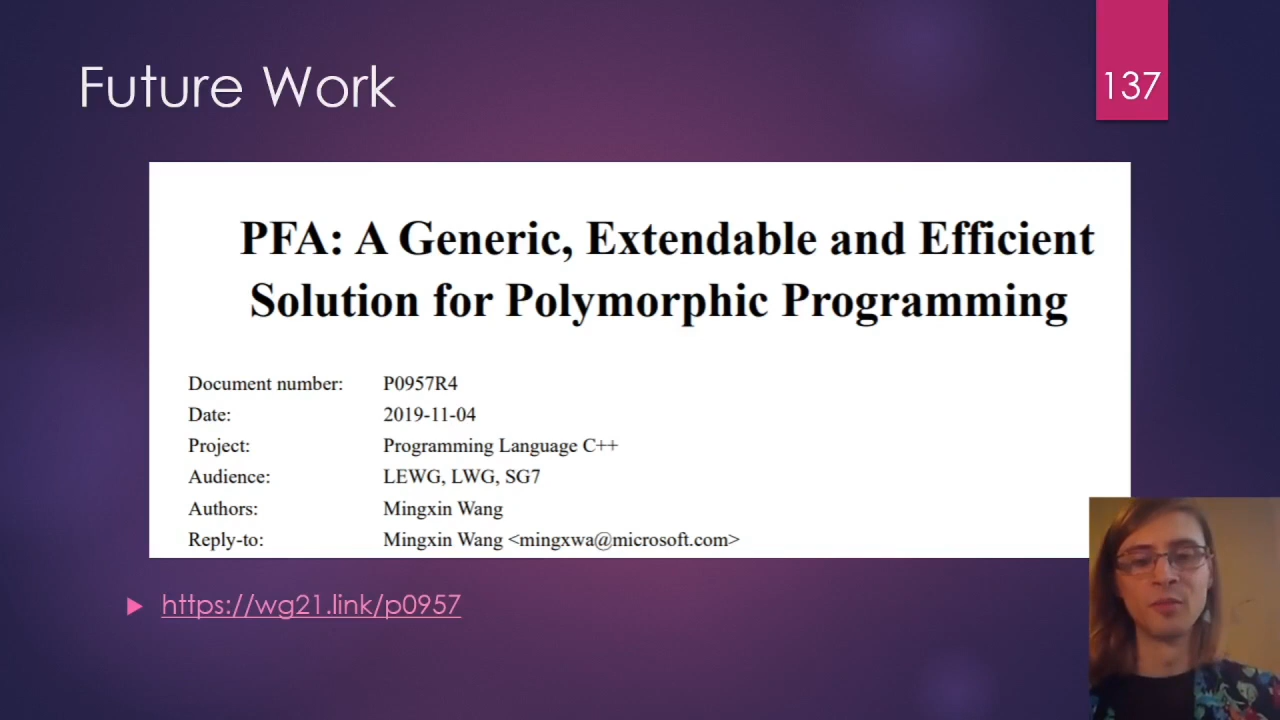 Future Work
137
PFA: A Generic, Extendable and Efficient
Solution for Polymorphic Programming
Document number: P0957R4
Date: 2019-11-04
Project: Programming Language C++
Audience: LEWG, LWG, SG7
Authors: Mingxin Wang
Reply-to: Mingxin Wang <mingxwa@microsoft.com>
https://wg21.link/p0957